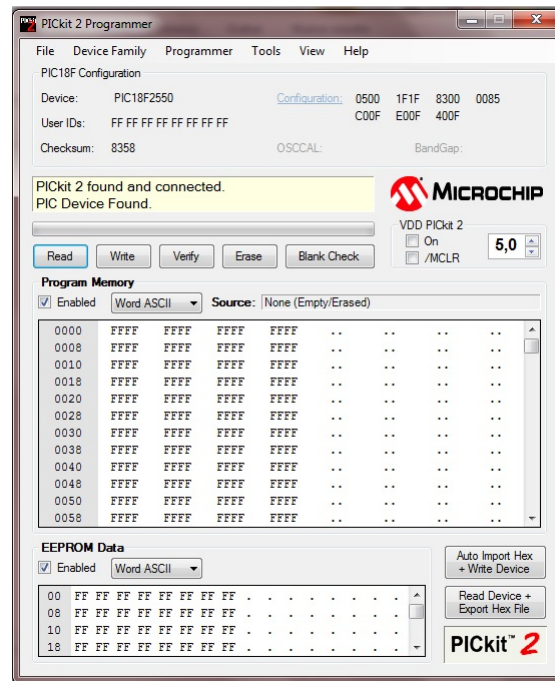 PICkit 2 Programmer
File Device Family Programmer Tools View Help
PIC18F Configuration
Device: PIC18F2550 Configuration: 0500 1F1F 8300 0085
User IDs: FF FF FF FF FF FF FF FF C00F E00F 400F
Checksum: 8358 OSCCAL: BandGap:
PICkit 2 found and connected.
PIC Device Found.
MICROCHIP
VDD PICkit 2
On
/MCLR
5,0
Read Write Verify Erase Blank Check
Program Memory
Enabled Word ASCII Source: None (Empty/Erased)
0000 FFFF FFFF FFFF FFFF .. .. .. ..
0008 FFFF FFFF FFFF FFFF .. .. .. ..
0010 FFFF FFFF FFFF FFFF .. .. .. ..
0018 FFFF FFFF FFFF FFFF .. .. .. ..
0020 FFFF FFFF FFFF FFFF .. .. .. ..
0028 FFFF FFFF FFFF FFFF .. .. .. ..
0030 FFFF FFFF FFFF FFFF .. .. .. ..
0038 FFFF FFFF FFFF FFFF .. .. .. ..
0040 FFFF FFFF FFFF FFFF .. .. .. ..
0048 FFFF FFFF FFFF FFFF .. .. .. ..
0050 FFFF FFFF FFFF FFFF .. .. .. ..
0058 FFFF FFFF FFFF FFFF .. .. .. ..
EEPROM Data
Enabled Word ASCII
00 FF FF FF FF FF FF FF FF . . . . . . . .
08 FF FF FF FF FF FF FF FF . . . . . . . .
10 FF FF FF FF FF FF FF FF . . . . . . . .
18 FF FF FF FF FF FF FF FF . . . . . . . .
Auto Import Hex
+ Write Device
Read Device +
Export Hex File
PICkit™ 2